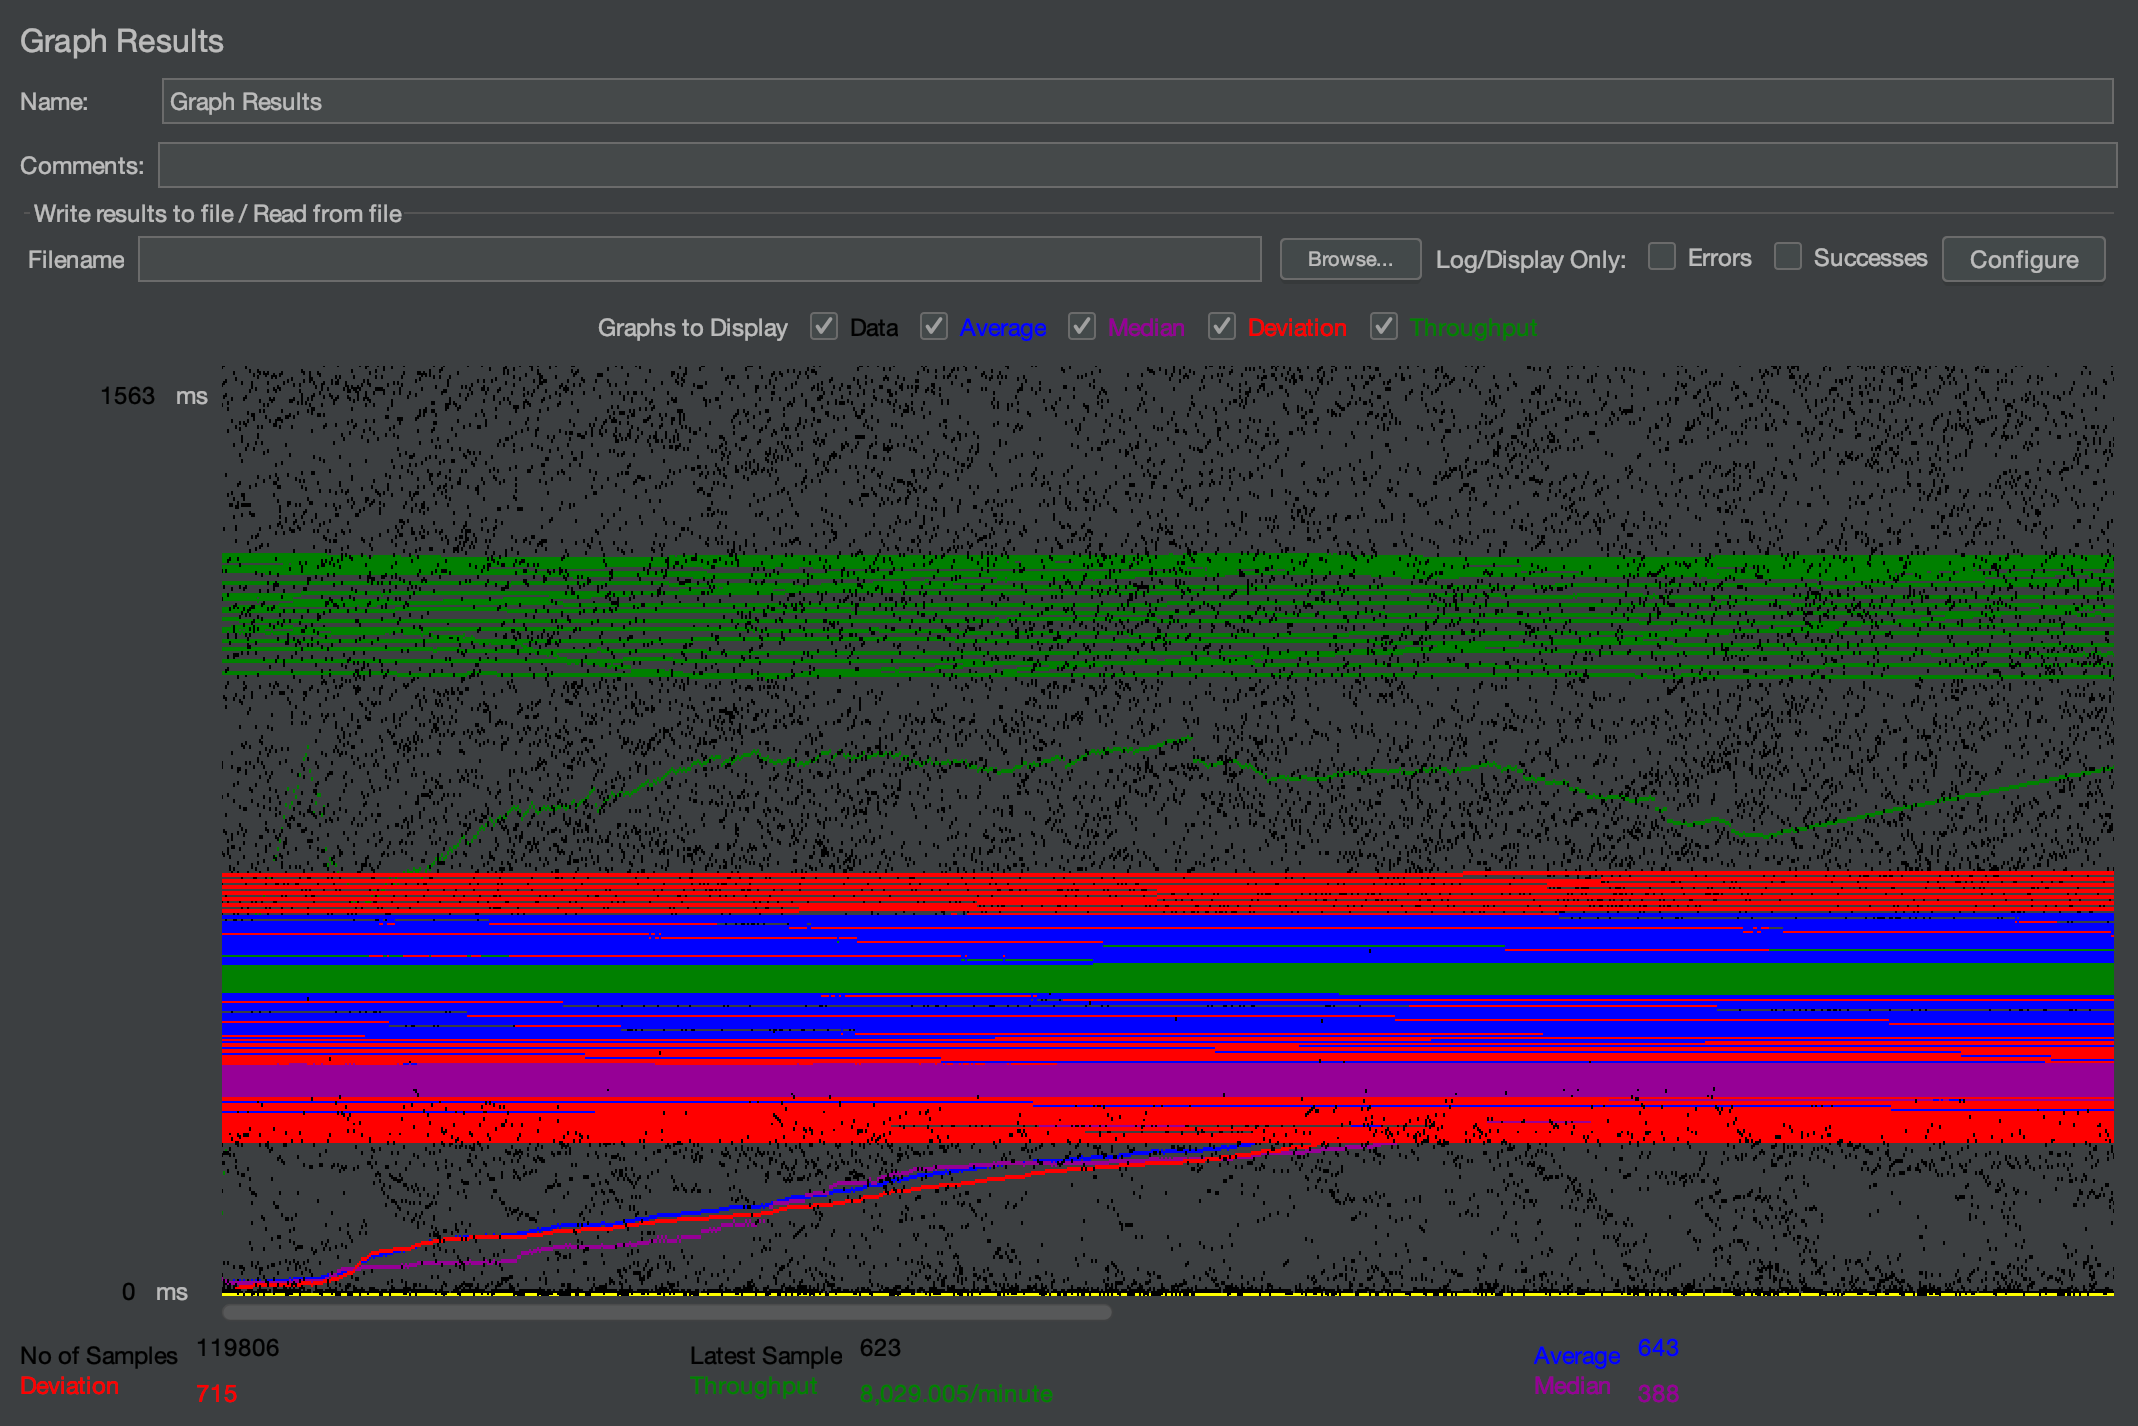 Graph Results
Name: Graph Results
Comments:
Write results to file / Read from file
Filename Browse... Log/Display Only: Errors Successes Configure
Graphs to Display Data Average Median Deviation Throughput
1563 ms
0 ms
No of Samples 119806 Latest Sample 623 Average 643
Deviation 715 Throughput 8,029.005/minute Median 388